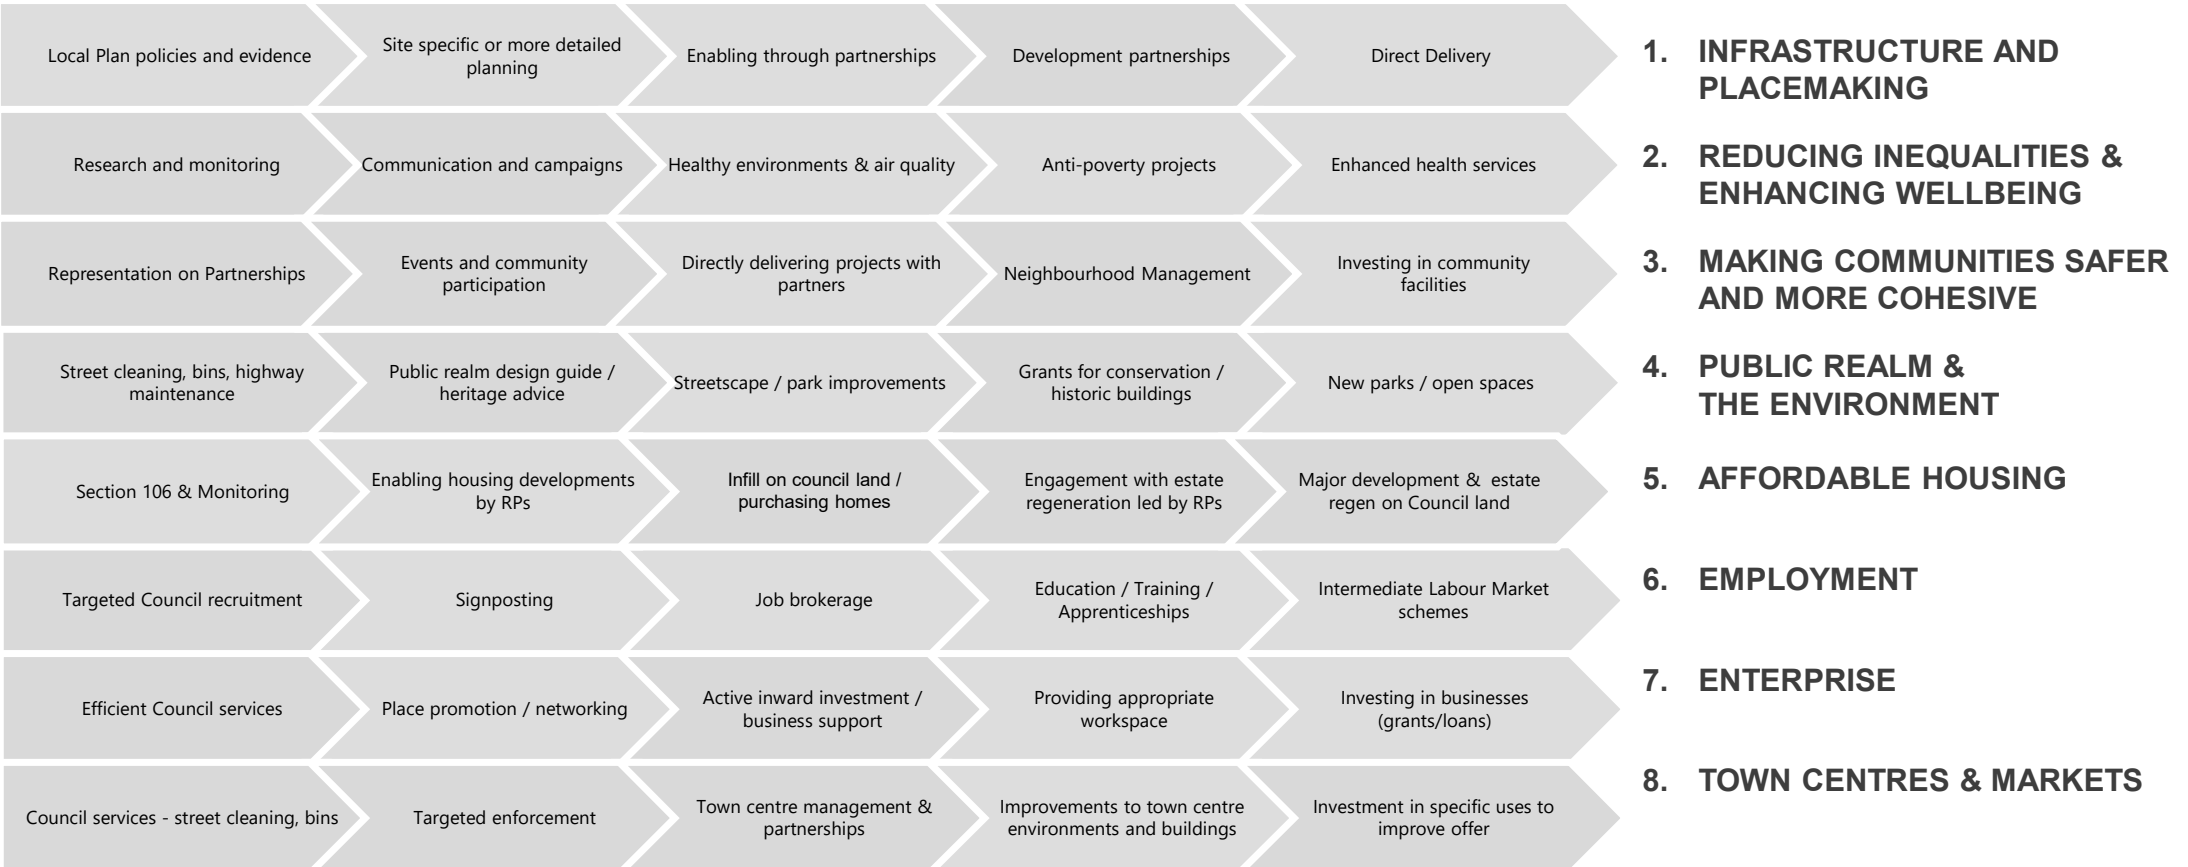 Local Plan policies and evidence
Site specific or more detailed
planning
Enabling through partnerships
Development partnerships
Direct Delivery
1. INFRASTRUCTURE AND
PLACEMAKING
Research and monitoring
Communication and campaigns
Healthy environments & air quality
Anti-poverty projects
Enhanced health services
2. REDUCING INEQUALITIES &
ENHANCING WELLBEING
Representation on Partnerships
Events and community
participation
Directly delivering projects with
partners
Neighbourhood Management
Investing in community
facilities
3. MAKING COMMUNITIES SAFER
AND MORE COHESIVE
Street cleaning, bins, highway
maintenance
Public realm design guide /
heritage advice
Streetscape / park improvements
Grants for conservation /
historic buildings
New parks / open spaces
4. PUBLIC REALM &
THE ENVIRONMENT
Section 106 & Monitoring
Enabling housing developments
by RPs
Infill on council land /
purchasing homes
Engagement with estate
regeneration led by RPs
Major development & estate
regen on Council land
5. AFFORDABLE HOUSING
Targeted Council recruitment
Signposting
Job brokerage
Education / Training /
Apprenticeships
Intermediate Labour Market
schemes
6. EMPLOYMENT
Efficient Council services
Place promotion / networking
Active inward investment /
business support
Providing appropriate
workspace
Investing in businesses
(grants/loans)
7. ENTERPRISE
Council services - street cleaning, bins
Targeted enforcement
Town centre management &
partnerships
Improvements to town centre
environments and buildings
Investment in specific uses to
improve offer
8. TOWN CENTRES & MARKETS